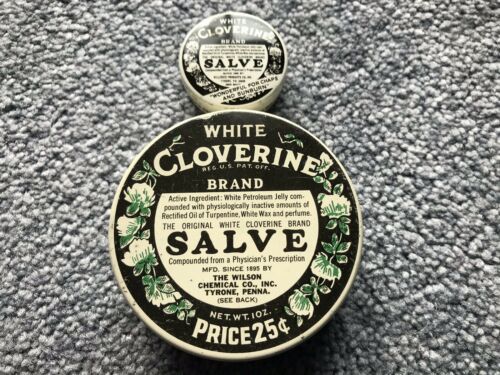 WHITE
CLOVERINE
BRAND
SALVE
"WONDERFUL FOR CHAPS
AND SUNBURN"
WHITE
CLOVERINE
REG. U.S. PAT. OFF.
BRAND
Active Ingredient: White Petroleum Jelly com-
pounded with physiologically inactive amounts of
Rectified Oil of Turpentine, White Wax and perfume.
THE ORIGINAL WHITE CLOVERINE BRAND
SALVE
Compounded from a Physician's Prescription
MFD. SINCE 1895 BY
THE WILSON
CHEMICAL CO., INC.
TYRONE, PENNA.
(SEE BACK)
NET. WT. 1OZ.
PRICE 25¢